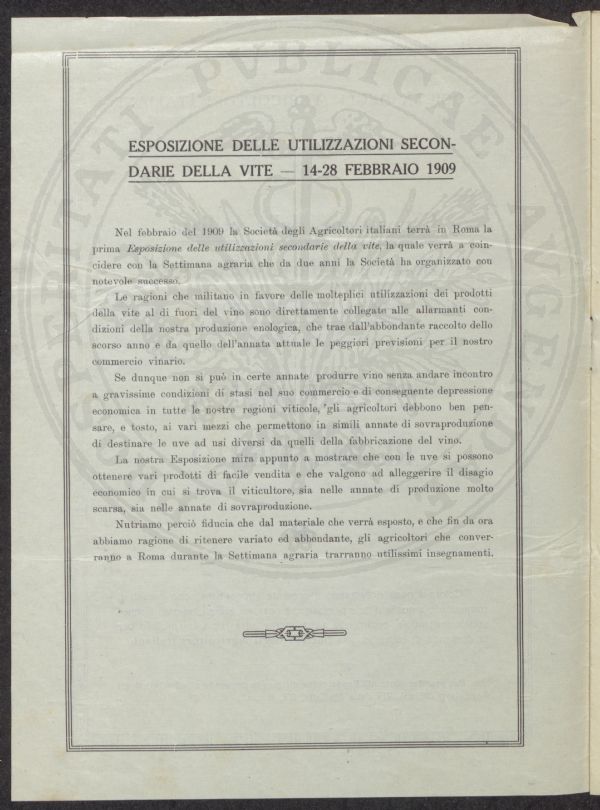 ESPOSIZIONE DELLE UTILIZZAZIONI SECON-
DARIE DELLA VITE — 14-28 FEBBRAIO 1909
Nel febbraio del 1909 la Società degli Agricoltori italiani terrà in Roma la
prima Esposizione delle utilizzazioni secondarie della vite, la quale verrà a coin-
cidere con la Settimana agraria che da due anni la Società ha organizzato con
notevole successo.
Le ragioni che militano in favore delle molteplici utilizzazioni dei prodotti
della vite al di fuori del vino sono direttamente collegate alle allarmanti con-
dizioni della nostra produzione enologica, che trae dall'abbondante raccolto dello
scorso anno e da quello dell'annata attuale le peggiori previsioni per il nostro
commercio vinario.
Se dunque non si può in certe annate produrre vino senza andare incontro
a gravissime condizioni di stasi nel suo commercio e di conseguente depressione
economica in tutte le nostre regioni viticole, gli agricoltori debbono ben pen-
sare, e tosto, ai vari mezzi che permettono in simili annate di sovraproduzione
di destinare le uve ad usi diversi da quelli della fabbricazione del vino.
La nostra Esposizione mira appunto a mostrare che con le uve si possono
ottenere vari prodotti di facile vendita e che valgono ad alleggerire il disagio
economico in cui si trova il viticultore, sia nelle annate di produzione molto
scarsa, sia nelle annate di sovraproduzione.
Nutriamo perciò fiducia che dal materiale che verrà esposto, e che fin da ora
abbiamo ragione di ritenere variato ed abbondante, gli agricoltori che conver-
ranno a Roma durante la Settimana agraria trarranno utilissimi insegnamenti.